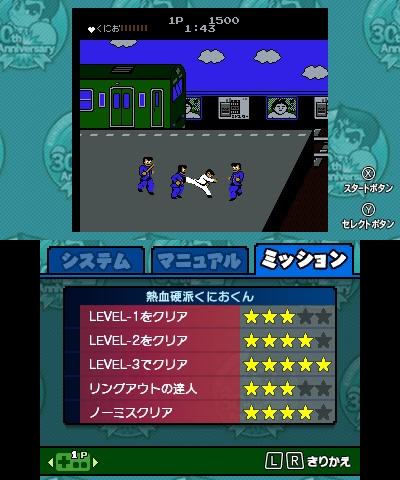 1P 1500
♥くにお
1:43
30th Anniversary
Ⓧ
スタートボタン
Ⓨ
セレクトボタン
システム マニュアル ミッション
熱血硬派くにおくん
LEVEL-1をクリア ★★★★★
LEVEL-2をクリア ★★★★★
LEVEL-3でクリア ★★★★★
リングアウトの達人 ★★★★★
ノーミスクリア ★★★★★
1P
L R きりかえ